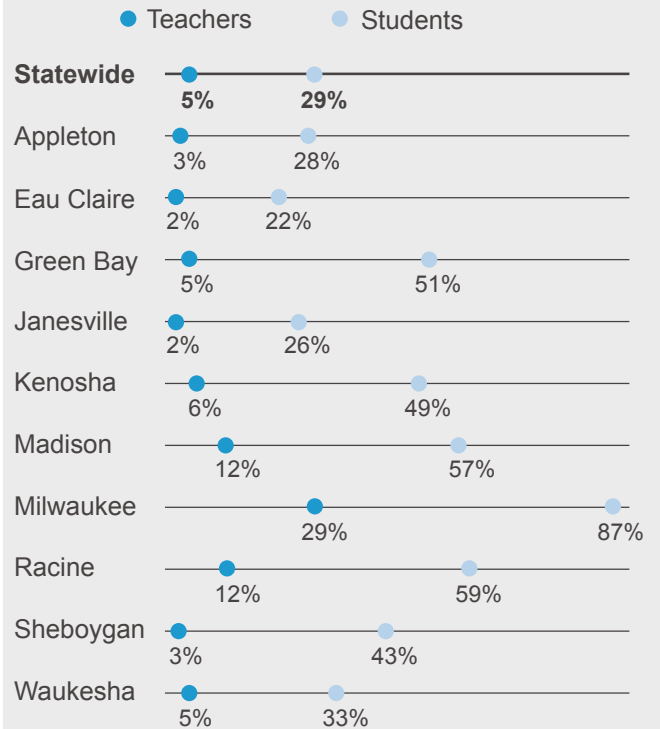 Teachers Students
Statewide
5% 29%
Appleton
3% 28%
Eau Claire
2% 22%
Green Bay
5% 51%
Janesville
2% 26%
Kenosha
6% 49%
Madison
12% 57%
Milwaukee
29% 87%
Racine
12% 59%
Sheboygan
3% 43%
Waukesha
5% 33%